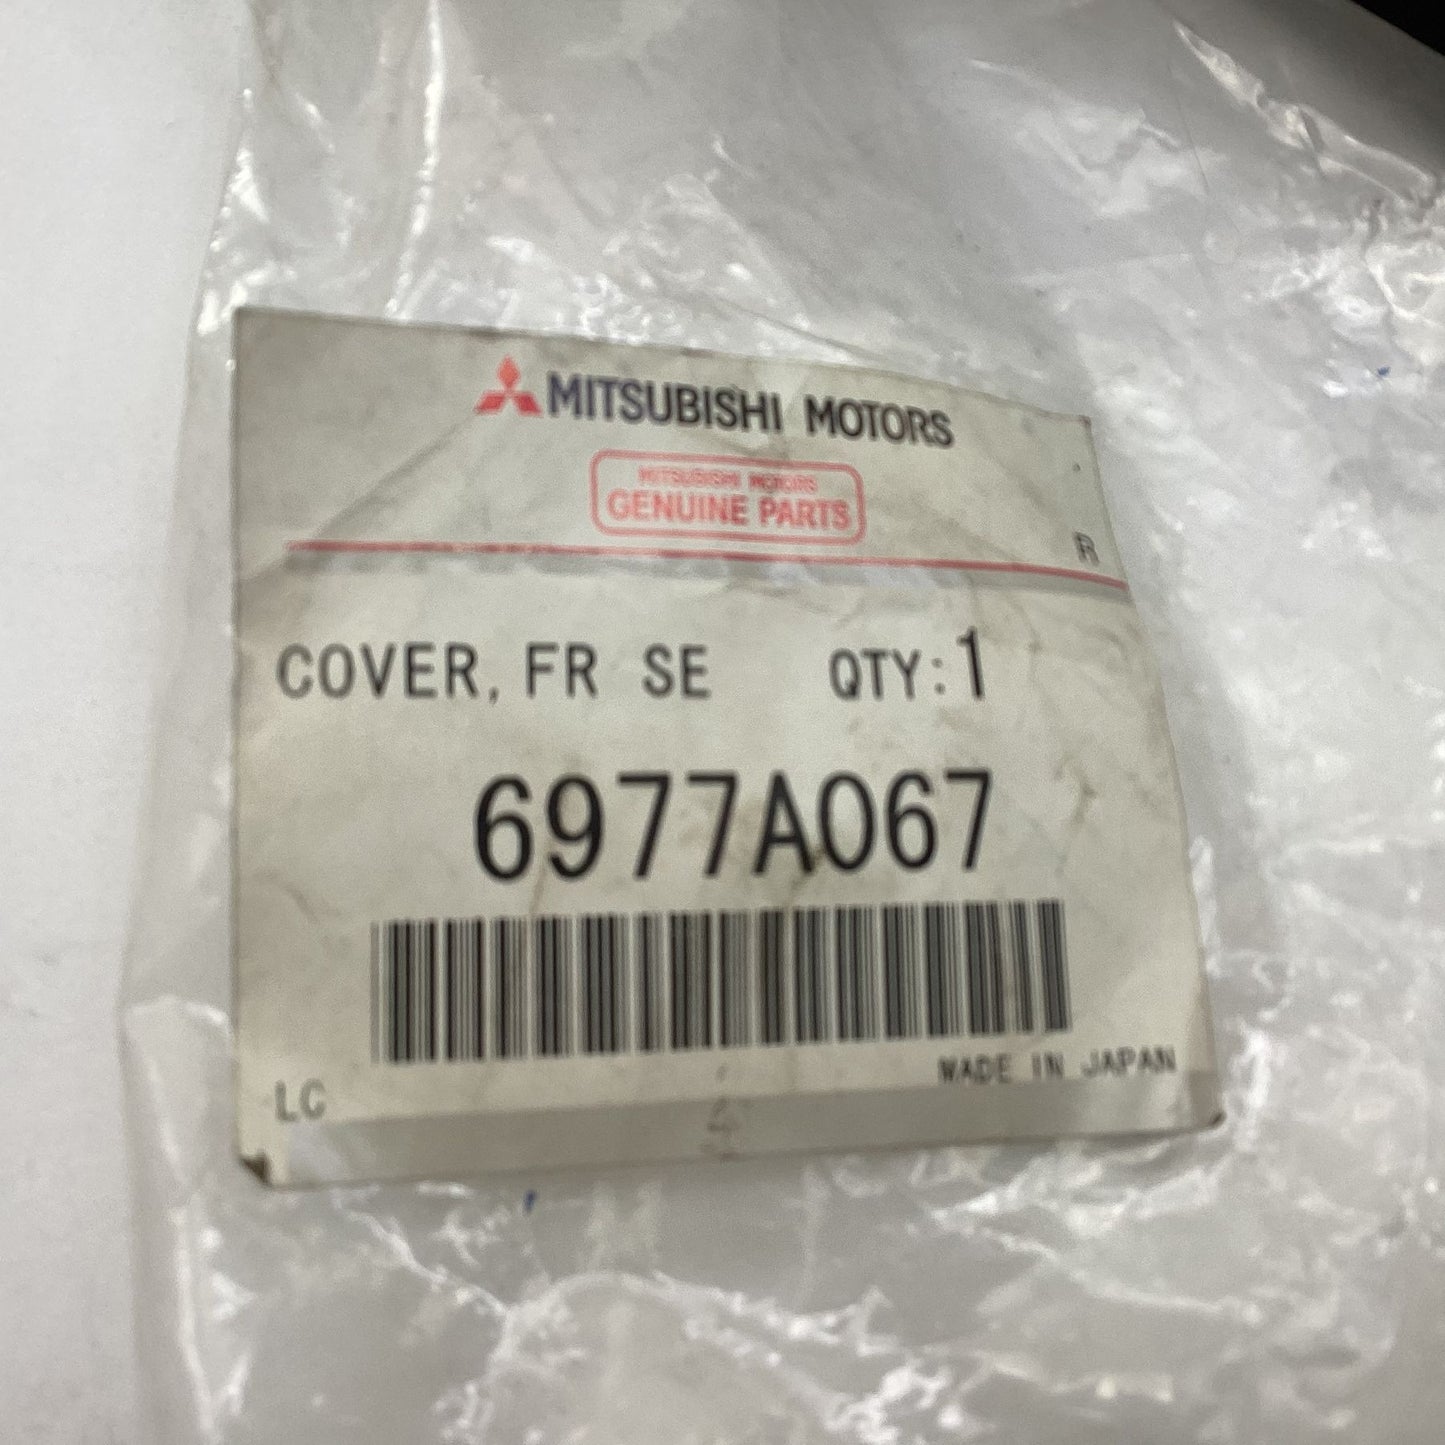 MITSUBISHI MOTORS
MITSUBISHI MOTORS
GENUINE PARTS
R
COVER, FR SE QTY:1
6977A067
MADE IN JAPAN
LC